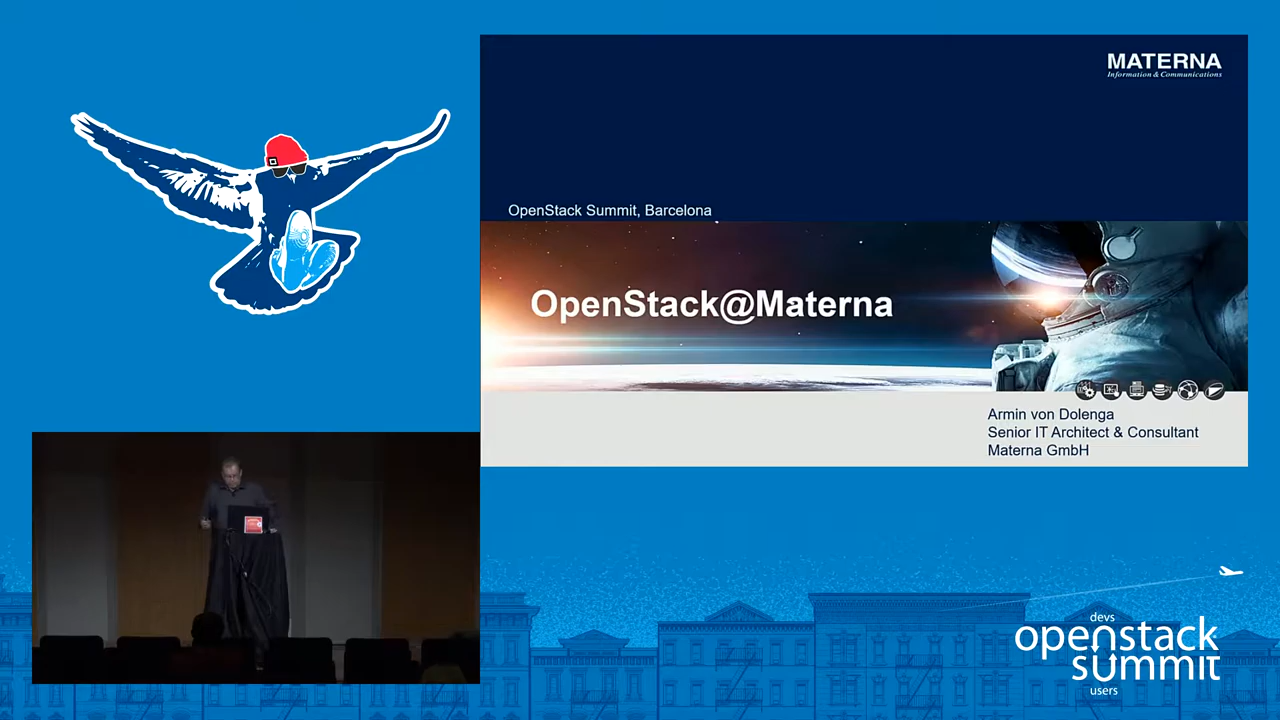 MATERNA
Information & Communications
OpenStack Summit, Barcelona
OpenStack@Materna
Armin von Dolenga
Senior IT Architect & Consultant
Materna GmbH
devs
openstack
summit
users